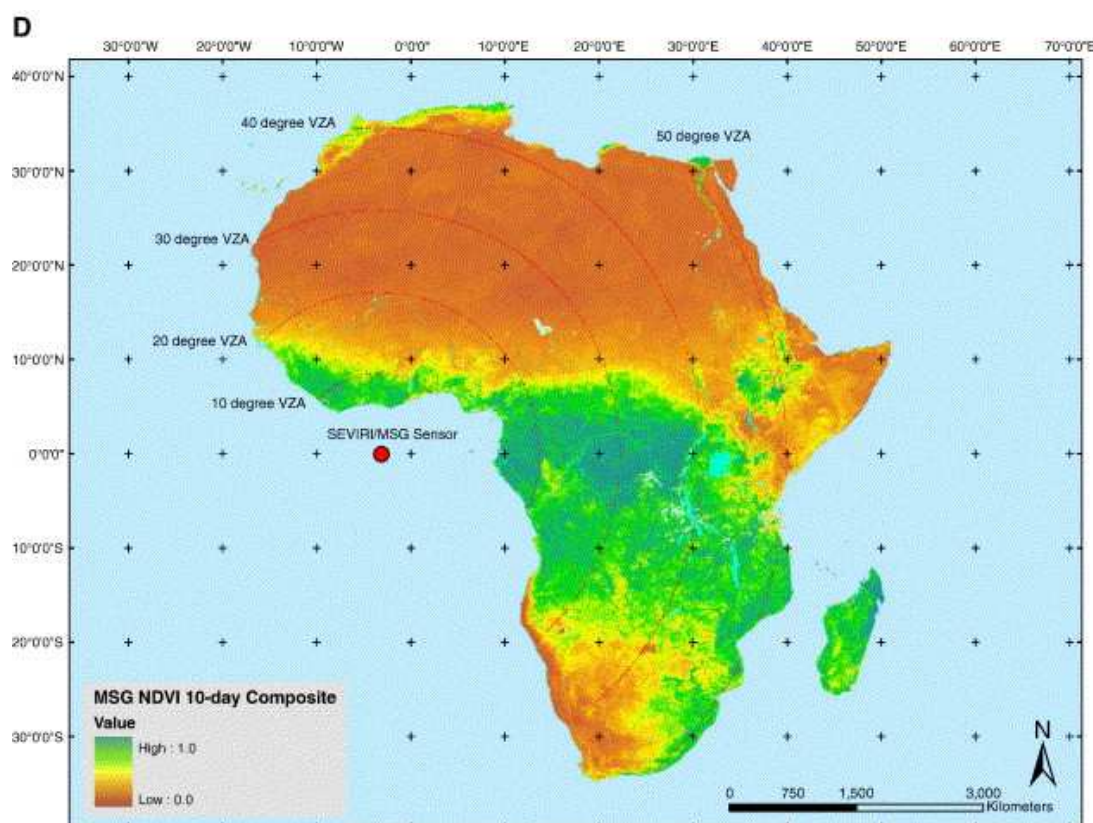 D
30°0'0"W 20°0'0"W 10°0'0"W 0°0'0"E 10°0'0"E 20°0'0"E 30°0'0"E 40°0'0"E 50°0'0"E 60°0'0"E 70°0'0"E
40°0'0"N
40 degree VZA
50 degree VZA
30°0'0"N
30 degree VZA
20°0'0"N
20 degree VZA
10°0'0"N
10 degree VZA
SEVIRI/MSG Sensor
0°0'0"
10°0'0"S
20°0'0"S
30°0'0"S
MSG NDVI 10-day Composite
Value
High : 1.0
Low : 0.0
N
0 750 1,500 3,000
Kilometers